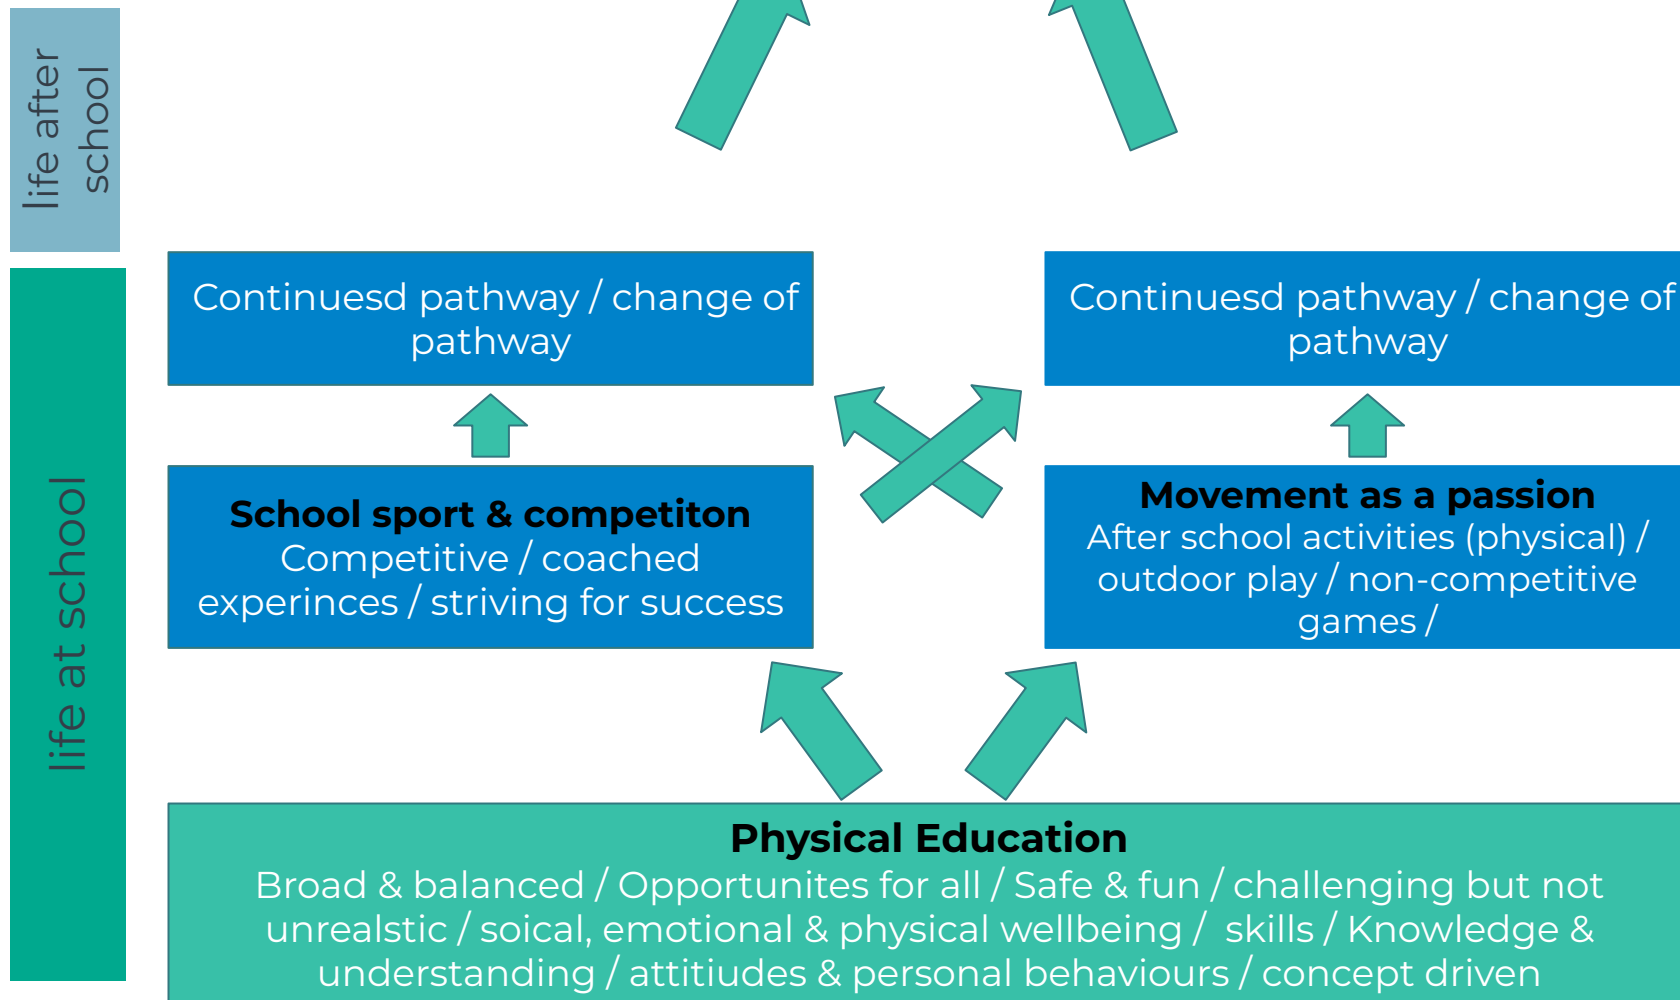 life after
school
Continuesd pathway / change of
pathway
Continuesd pathway / change of
pathway
life at school
School sport & competiton
Competitive / coached
experinces / striving for success
Movement as a passion
After school activities (physical) /
outdoor play / non-competitive
games /
Physical Education
Broad & balanced / Opportunites for all / Safe & fun / challenging but not
unrealstic / soical, emotional & physical wellbeing / skills / Knowledge &
understanding / attitiudes & personal behaviours / concept driven